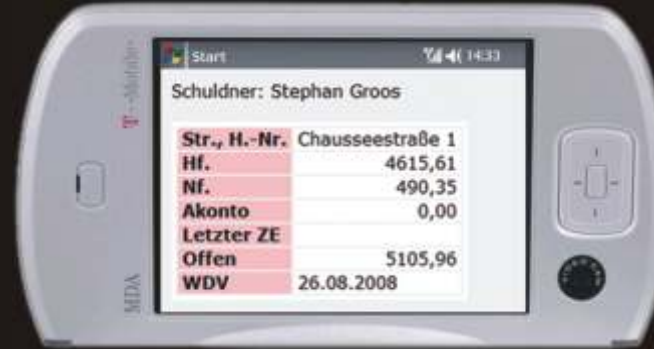 Start 14:33
Schuldner: Stephan Groos
Str., H.-Nr. Chausseestraße 1
Hf. 4615,61
Nf. 490,35
Akonto 0,00
Letzter ZE
Offen 5105,96
WDV 26.08.2008
T··Mobile·
MDA